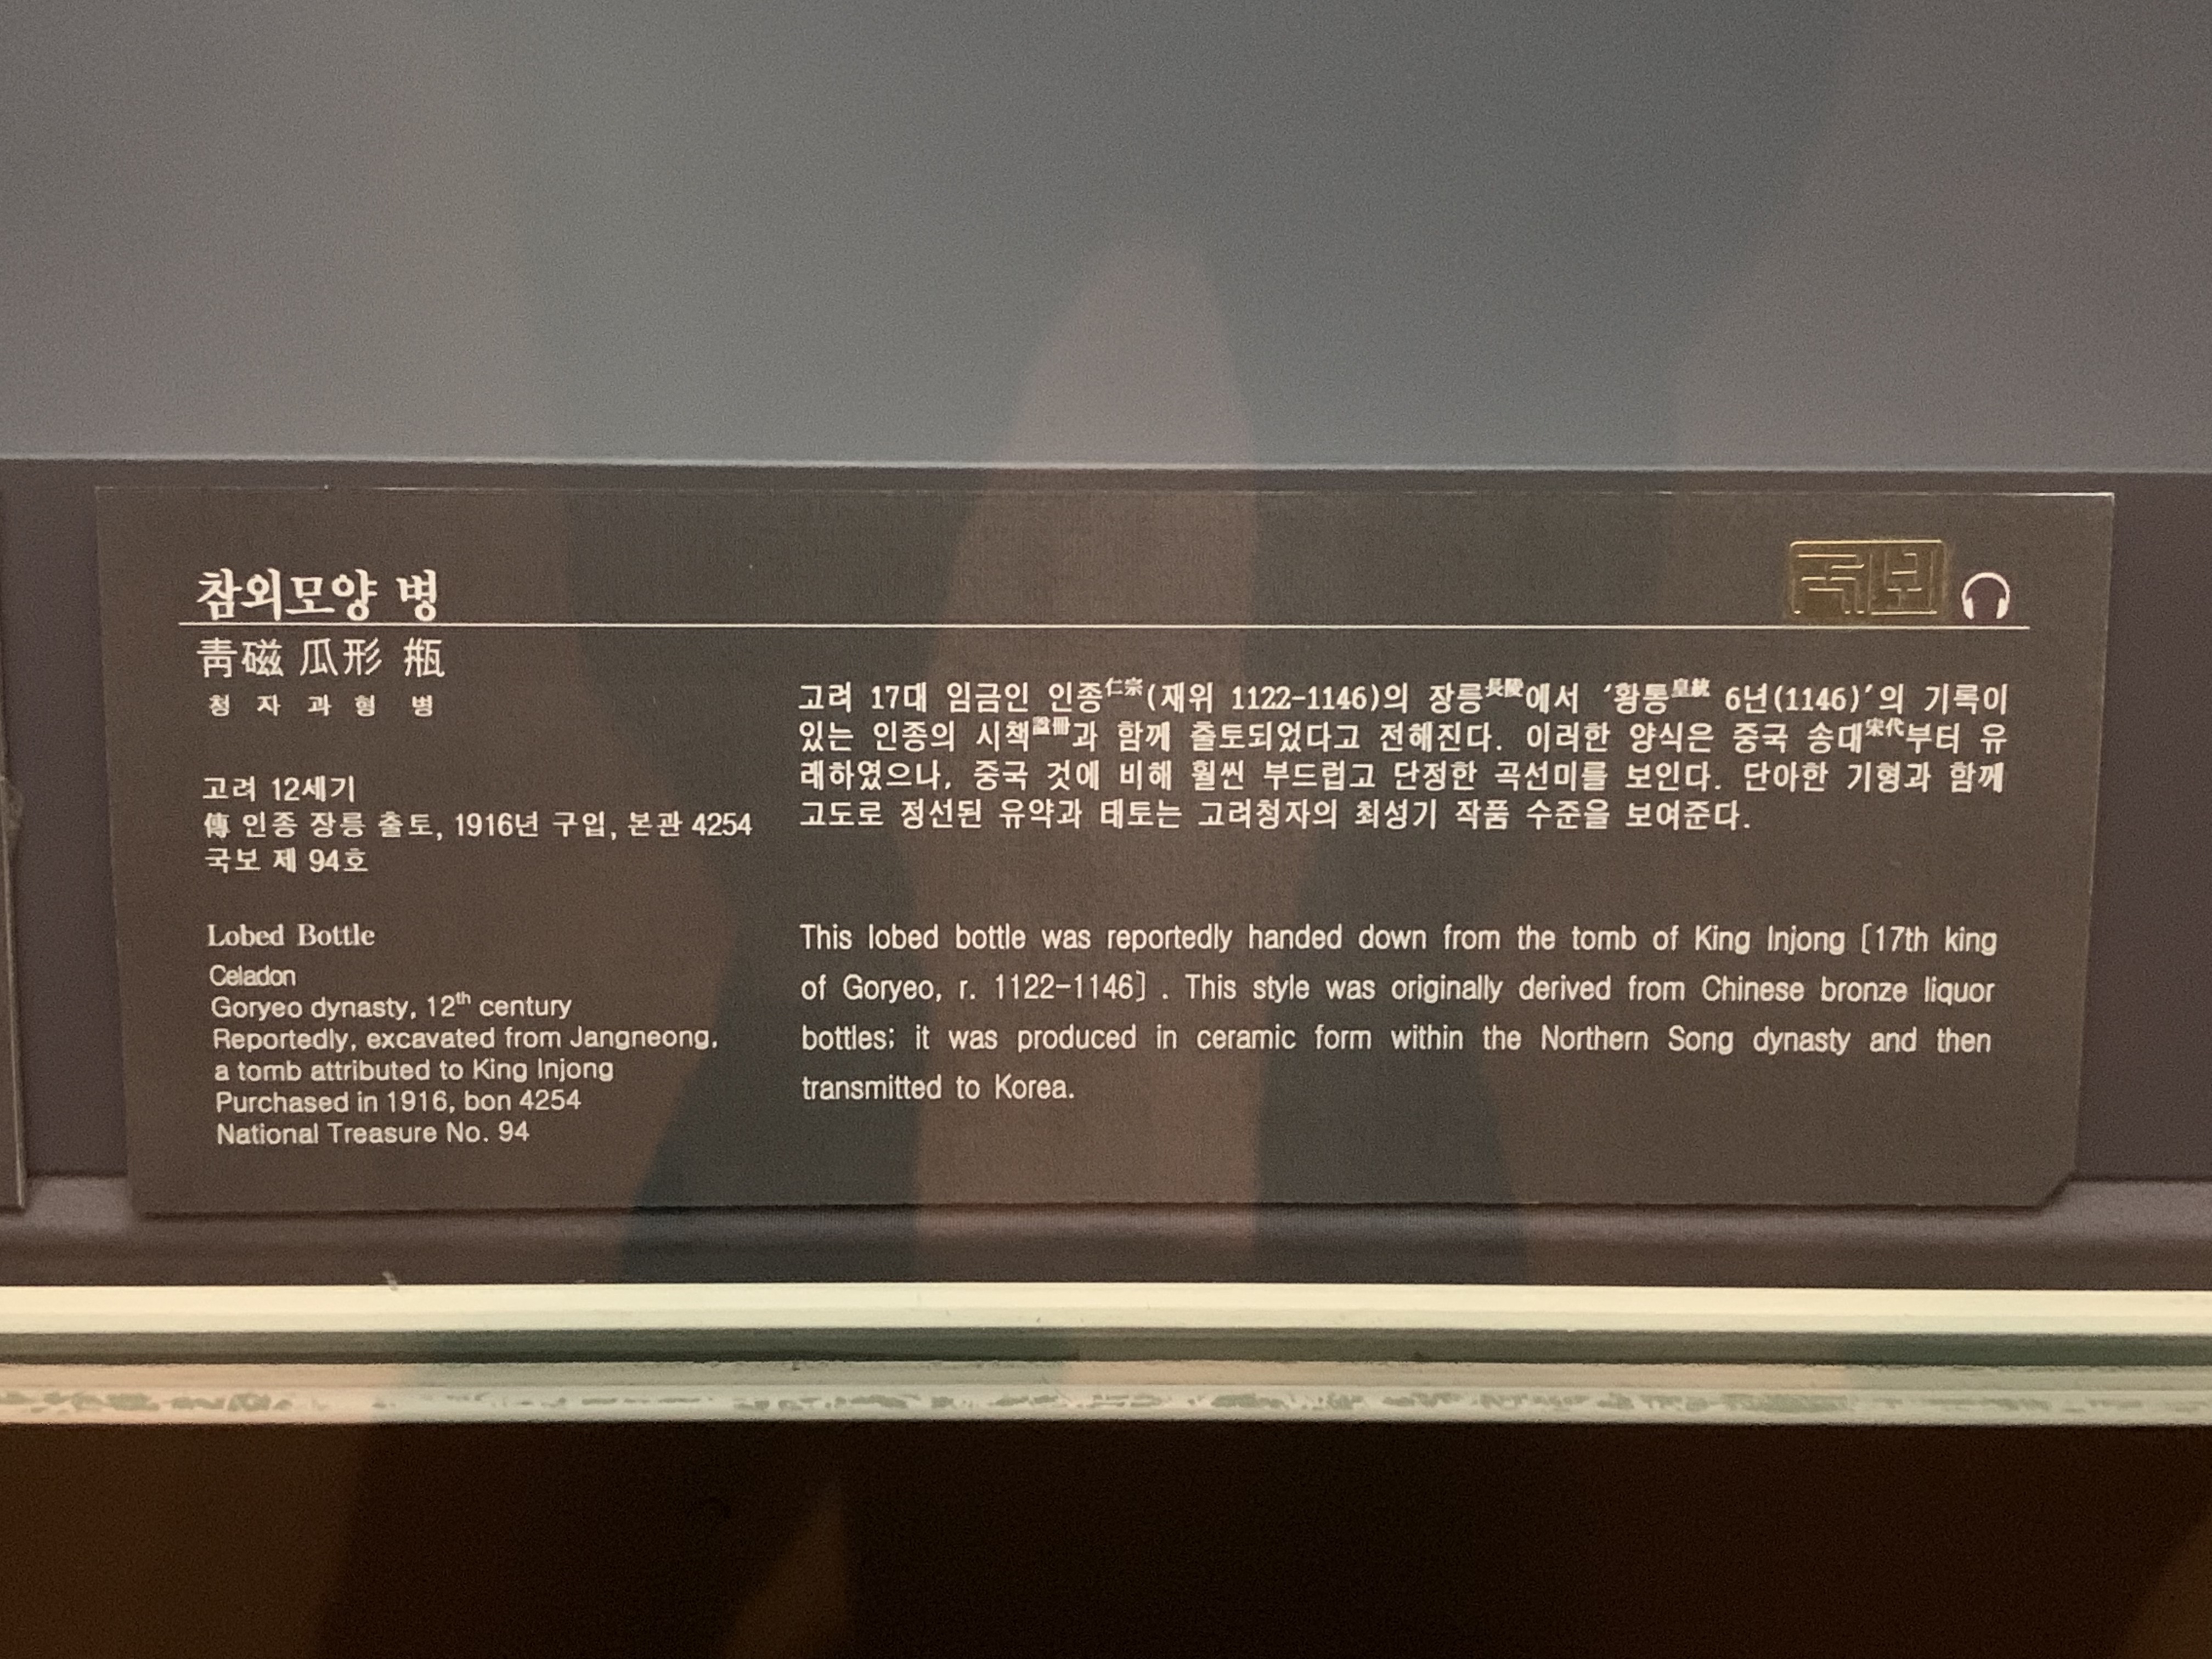 참외모양 병
국보
靑磁 瓜形 甁
청 자 과 형 병
고려 12세기
傳 인종 장릉 출토, 1916년 구입, 본관 4254
국보 제 94호
고려 17대 임금인 인종仁宗(재위 1122-1146)의 장릉長陵에서 ‘황통皇統 6년(1146)’의 기록이
있는 인종의 시책諡冊과 함께 출토되었다고 전해진다. 이러한 양식은 중국 송대宋代부터 유
래하였으나, 중국 것에 비해 훨씬 부드럽고 단정한 곡선미를 보인다. 단아한 기형과 함께
고도로 정선된 유약과 태토는 고려청자의 최성기 작품 수준을 보여준다.
Lobed Bottle
Celadon
Goryeo dynasty, 12th century
Reportedly, excavated from Jangneong,
a tomb attributed to King Injong
Purchased in 1916, bon 4254
National Treasure No. 94
This lobed bottle was reportedly handed down from the tomb of King Injong [17th king
of Goryeo, r. 1122-1146] . This style was originally derived from Chinese bronze liquor
bottles; it was produced in ceramic form within the Northern Song dynasty and then
transmitted to Korea.